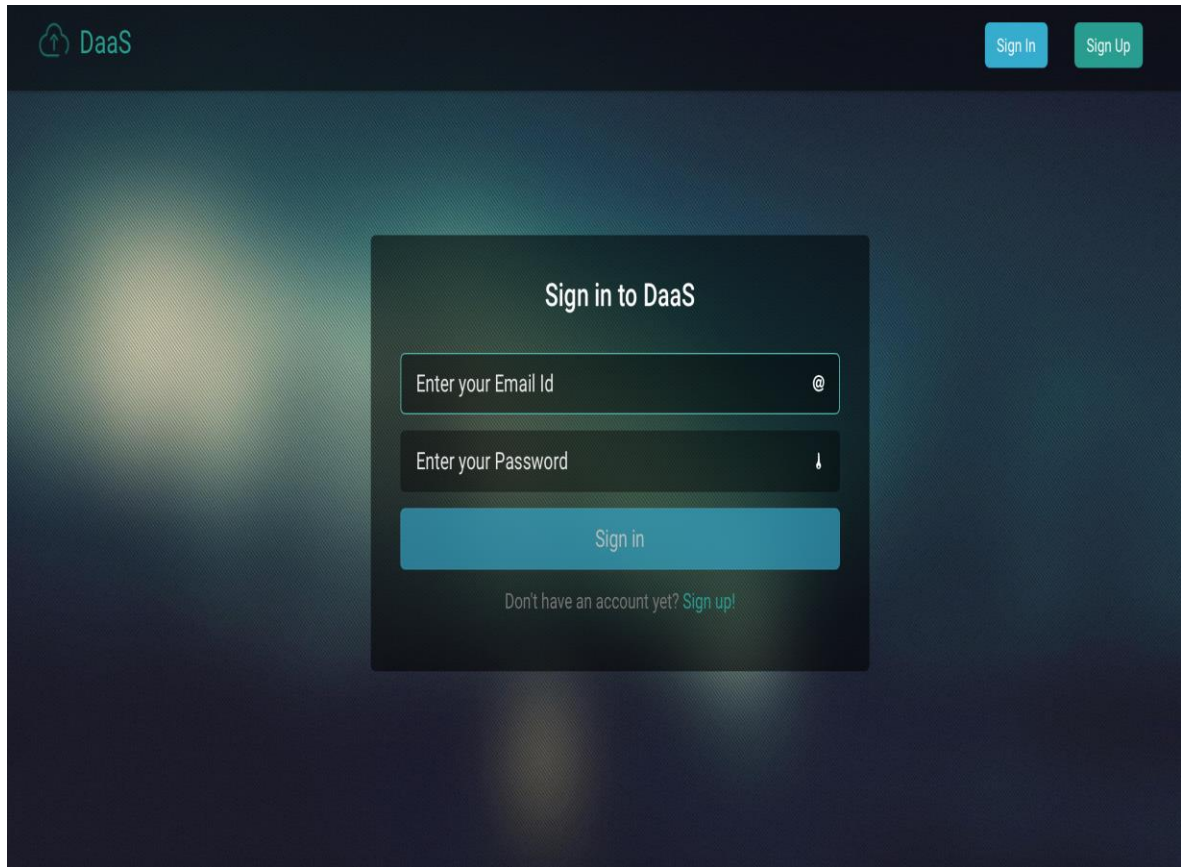 DaaS
Sign In
Sign Up
Sign in to DaaS
Enter your Email Id @
Enter your Password
Sign in
Don't have an account yet? Sign up!